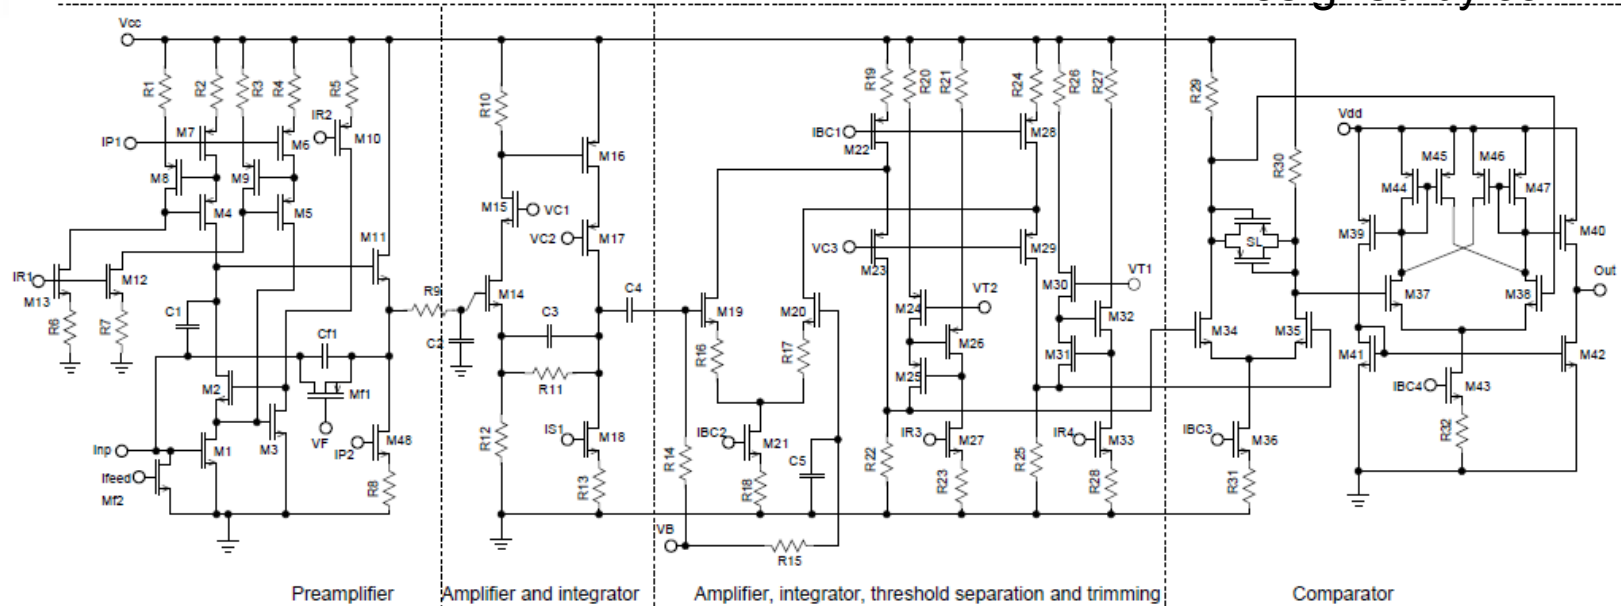 Vcc
R1
R2
R3
R4
R5
IR2
M7
M6
M10
IP1
M8
M9
M4
M5
M11
IR1
M13
M12
R6
R7
C1
Cf1
M2
Mf1
VF
M3
Inp
M1
IP2
M48
Ifeed
Mf2
R8
R9
C2
R10
M16
M15
VC1
VC2
M17
M14
C3
C4
R11
R12
IS1
M18
R13
R19
R20
R21
R24
R26
R27
IBC1
M22
M28
VC3
M23
M29
M19
M20
R16
R17
M24
VT2
M26
M25
M30
VT1
M32
M31
IBC2
M21
R14
R18
C5
R22
IR3
M27
R23
R25
IR4
M33
R28
VB
R15
R29
R30
SL
M34
M35
IBC3
M36
R31
Vdd
M45
M46
M44
M47
M39
M40
M37
M38
Out
M41
M42
IBC4
M43
R32
Preamplifier
Amplifier and integrator
Amplifier, integrator, threshold separation and trimming
Comparator